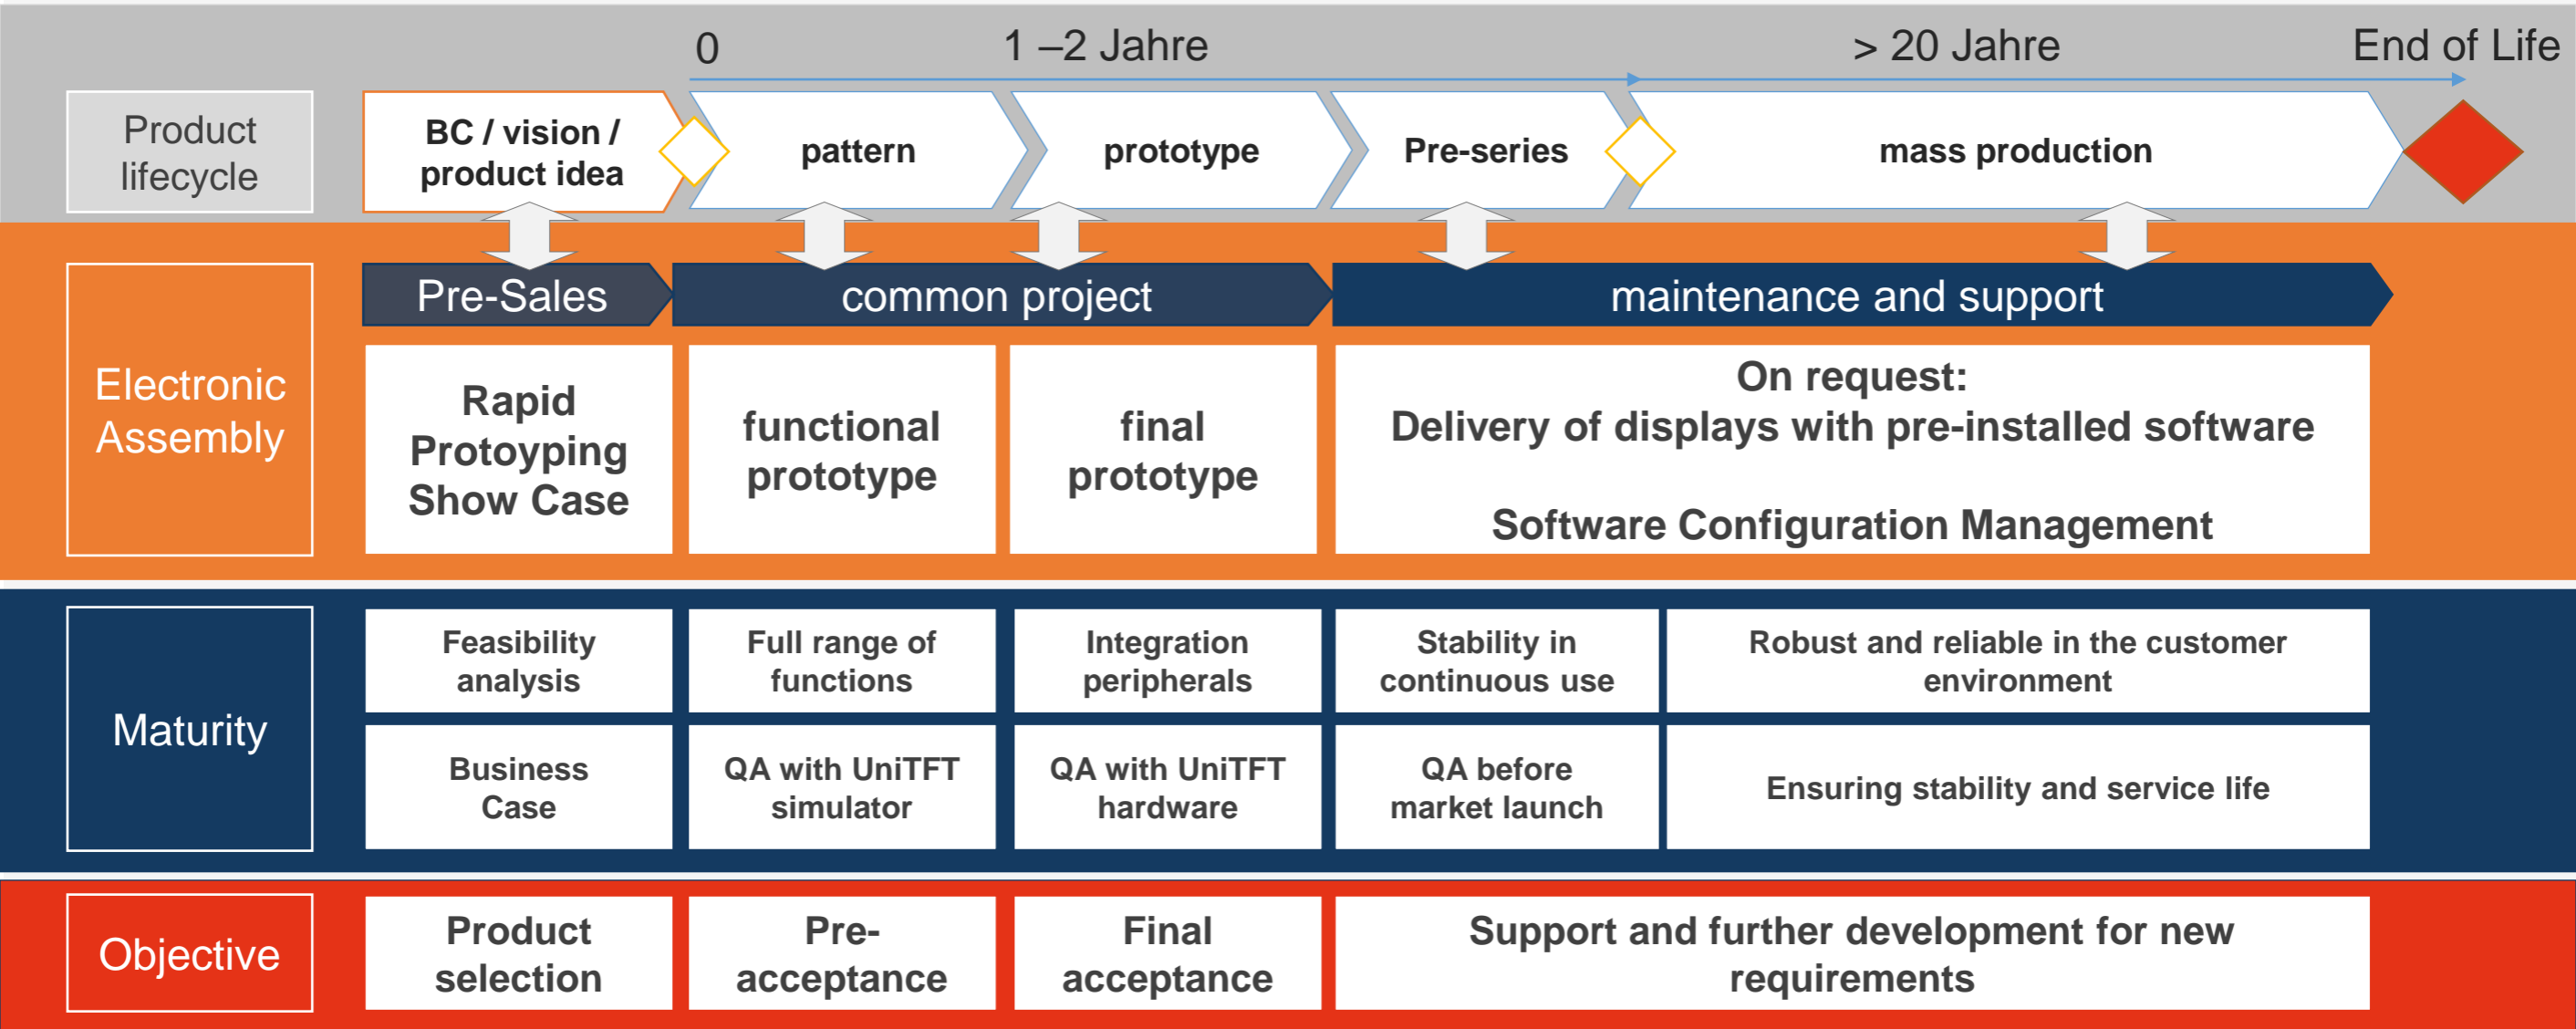 0
1 –2 Jahre
> 20 Jahre
End of Life
Product
lifecycle
BC / vision /
product idea
pattern
prototype
Pre-series
mass production
Electronic
Assembly
Pre-Sales
common project
maintenance and support
Rapid
Protoyping
Show Case
functional
prototype
final
prototype
On request:
Delivery of displays with pre-installed software
Software Configuration Management
Maturity
Feasibility
analysis
Full range of
functions
Integration
peripherals
Stability in
continuous use
Robust and reliable in the customer
environment
Business
Case
QA with UniTFT
simulator
QA with UniTFT
hardware
QA before
market launch
Ensuring stability and service life
Objective
Product
selection
Pre-
acceptance
Final
acceptance
Support and further development for new
requirements